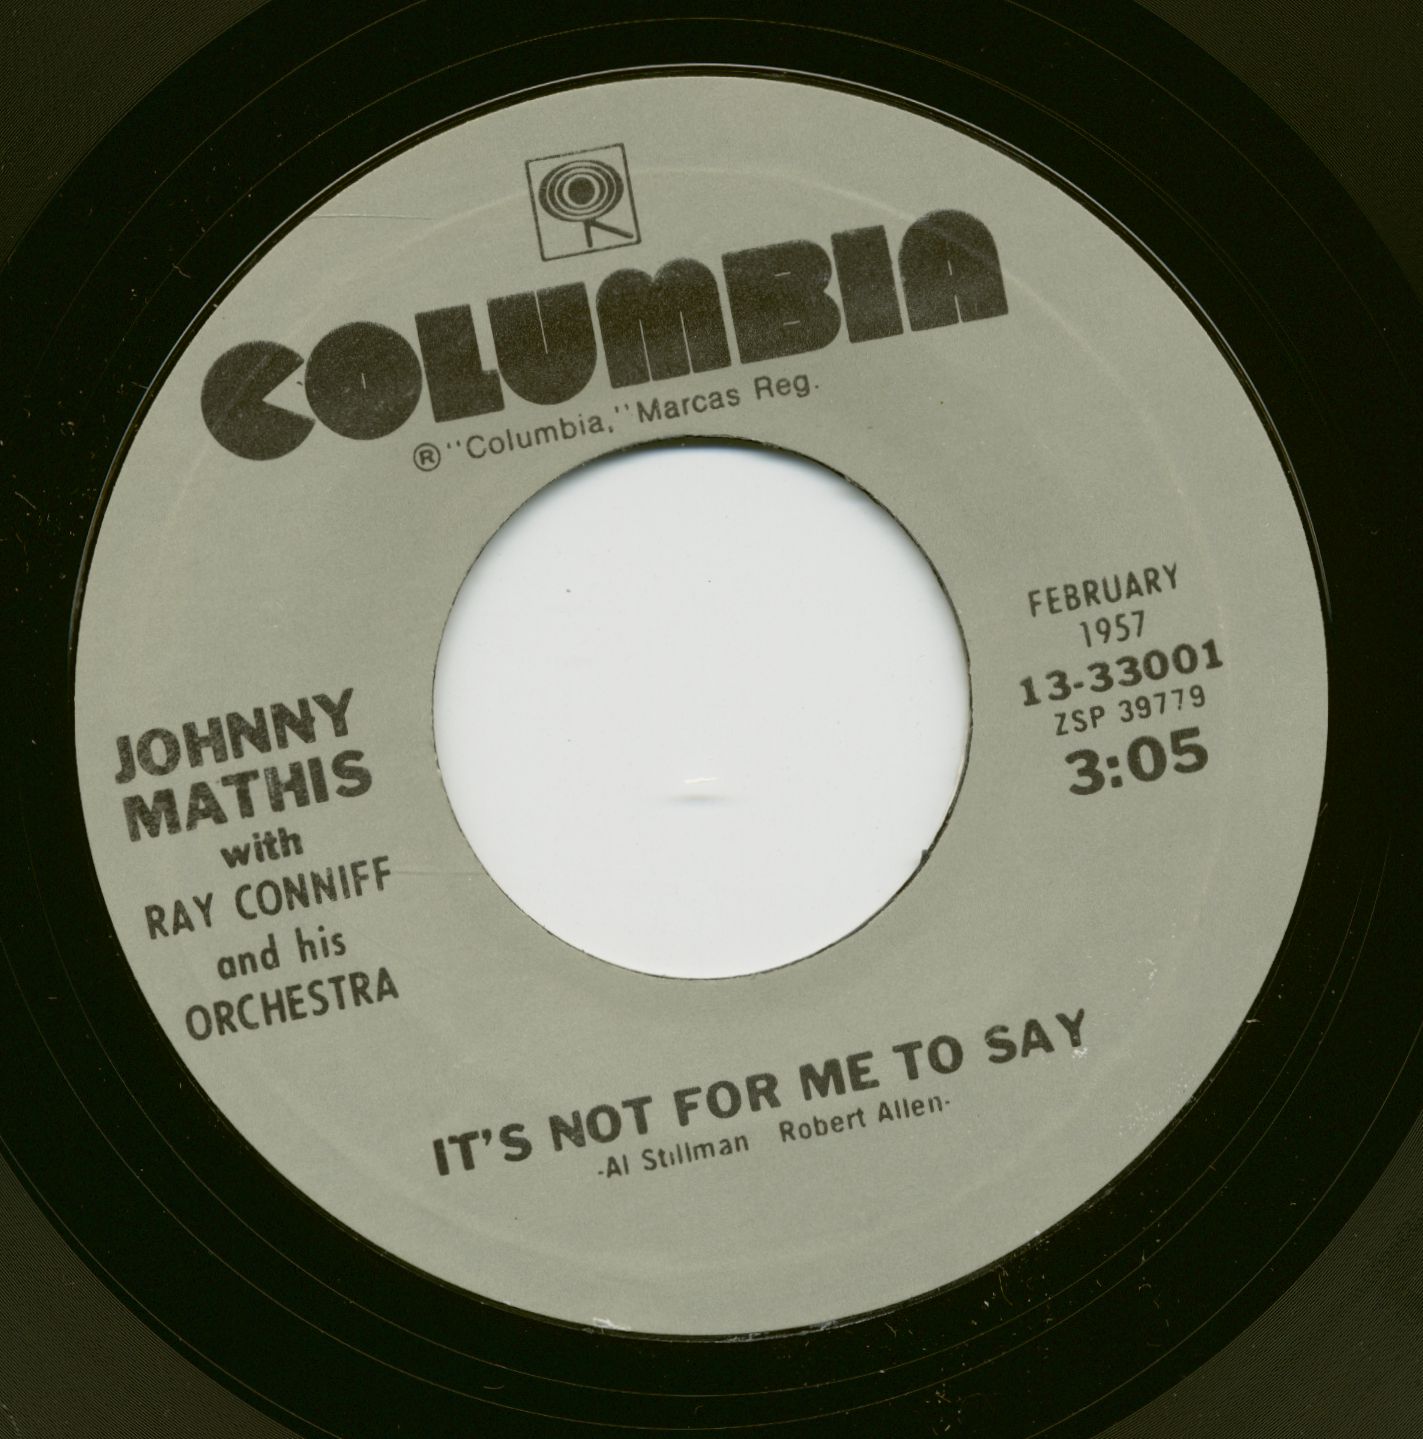 COLUMBIA
®"Columbia,"Marcas Reg.
FEBRUARY
1957
13-33001
ZSP 39779
3:05
JOHNNY
MATHIS
with
RAY CONNIFF
and his
ORCHESTRA
IT'S NOT FOR ME TO SAY
-Al Stillman Robert Allen-